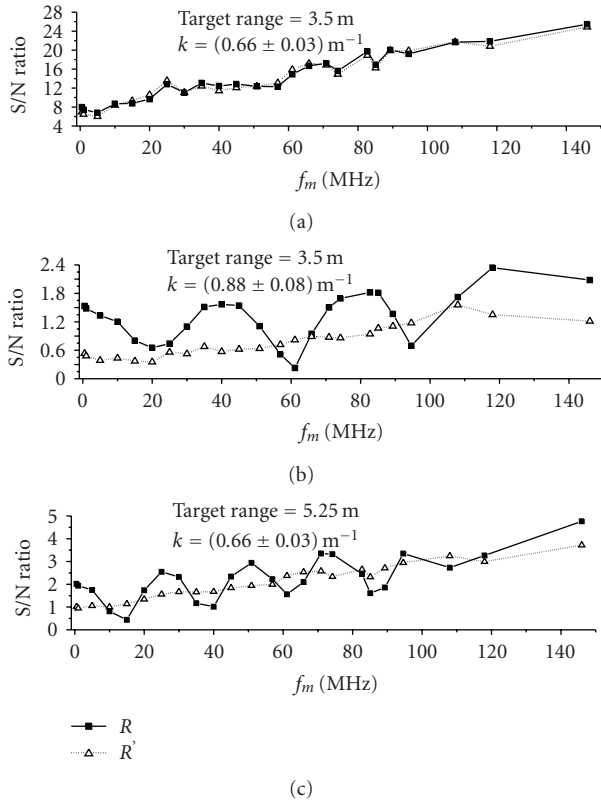 28
24
20
16
12
8
4
S/N ratio
Target range = 3.5 m
k = (0.66 ± 0.03) m⁻¹
0 20 40 60 80 100 120 140
fₘ (MHz)
(a)
2.4
1.8
1.2
0.6
0
S/N ratio
Target range = 3.5 m
k = (0.88 ± 0.08) m⁻¹
0 20 40 60 80 100 120 140
fₘ (MHz)
(b)
5
4
3
2
1
0
S/N ratio
Target range = 5.25 m
k = (0.66 ± 0.03) m⁻¹
0 20 40 60 80 100 120 140
fₘ (MHz)
R
R'
(c)